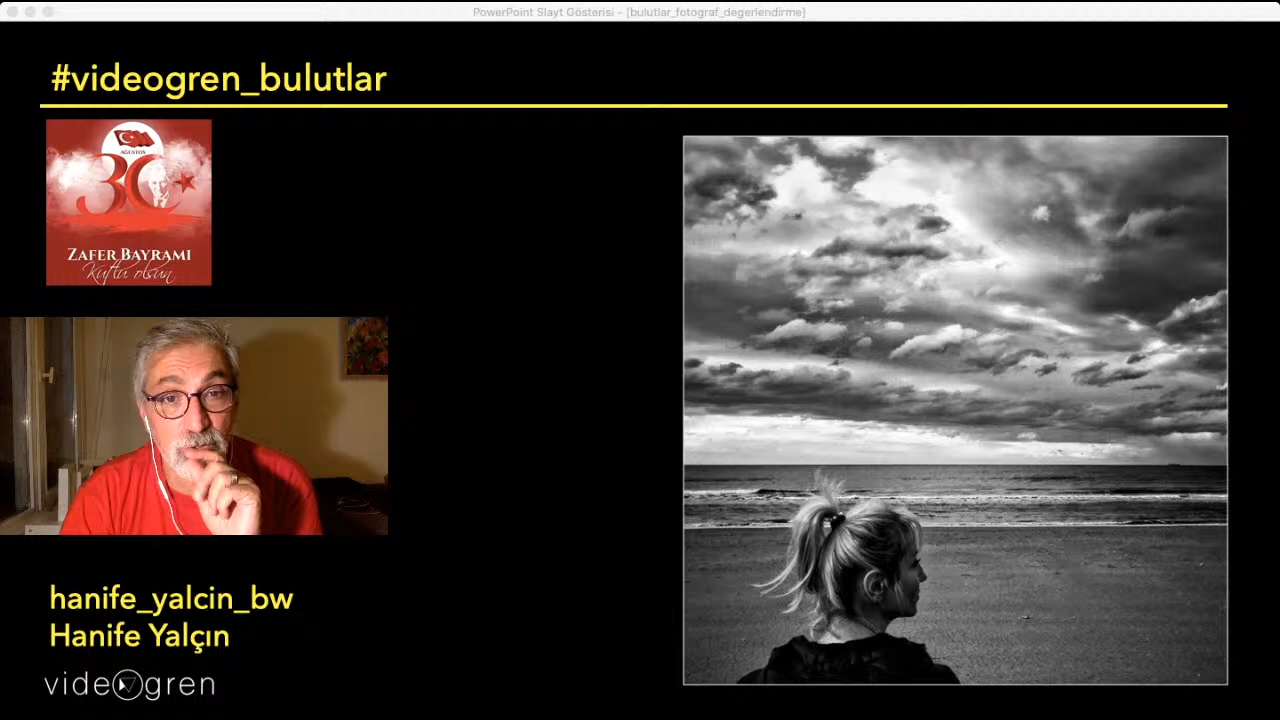 PowerPoint Slayt Gösterisi - [bulutlar_fotograf_degerlendirme]
#videogren_bulutlar
AĞUSTOS
30
ZAFER BAYRAMI
Kutlu olsun
hanife_yalcin_bw
Hanife Yalçın
videogren